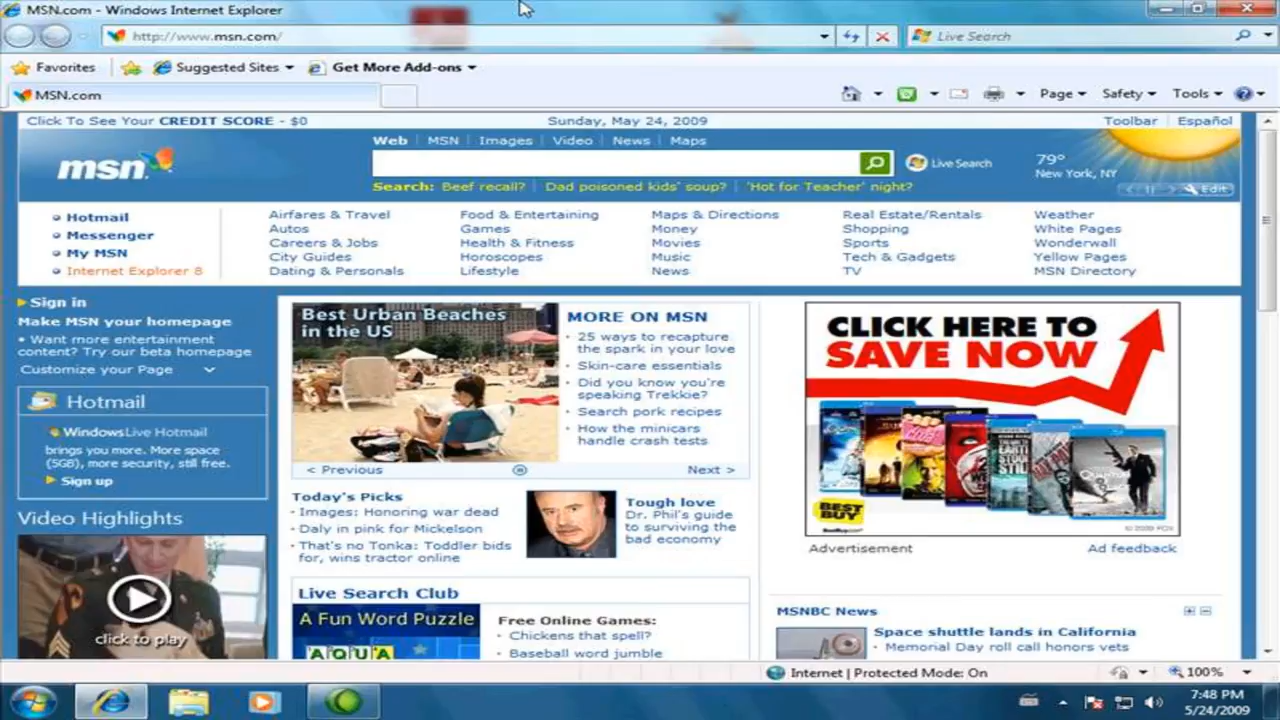 MSN.com - Windows Internet Explorer
http://www.msn.com/
Live Search
Favorites
Suggested Sites
Get More Add-ons
MSN.com
Page
Safety
Tools
Click To See Your CREDIT SCORE - $0
Sunday, May 24, 2009
Toolbar | Español
msn
Web | MSN | Images | Video | News | Maps
Live Search
79°
New York, NY
Edit
Search: Beef recall? | Dad poisoned kids' soup? | 'Hot for Teacher' night?
Hotmail
Messenger
My MSN
Internet Explorer 8
Airfares & Travel
Autos
Careers & Jobs
City Guides
Dating & Personals
Food & Entertaining
Games
Health & Fitness
Horoscopes
Lifestyle
Maps & Directions
Money
Movies
Music
News
Real Estate/Rentals
Shopping
Sports
Tech & Gadgets
TV
Weather
White Pages
Wonderwall
Yellow Pages
MSN Directory
Sign in
Make MSN your homepage
• Want more entertainment
content? Try our beta homepage
Customize your Page
Hotmail
Windows Live Hotmail
brings you more. More space
(5GB), more security, still free.
Sign up
Video Highlights
click to play
Best Urban Beaches
in the US
< Previous
Next >
MORE ON MSN
• 25 ways to recapture
the spark in your love
• Skin-care essentials
• Did you know you're
speaking Trekkie?
• Search pork recipes
• How the minicars
handle crash tests
Today's Picks
• Images: Honoring war dead
• Daly in pink for Mickelson
• That's no Tonka: Toddler bids
for, wins tractor online
Tough love
Dr. Phil's guide
to surviving the
bad economy
Live Search Club
A Fun Word Puzzle
AQUA
Free Online Games:
• Chickens that spell?
• Baseball word jumble
CLICK HERE TO
SAVE NOW
BEST
BUY
Advertisement
Ad feedback
MSNBC News
Space shuttle lands in California
• Memorial Day roll call honors vets
Internet | Protected Mode: On
100%
7:48 PM
5/24/2009